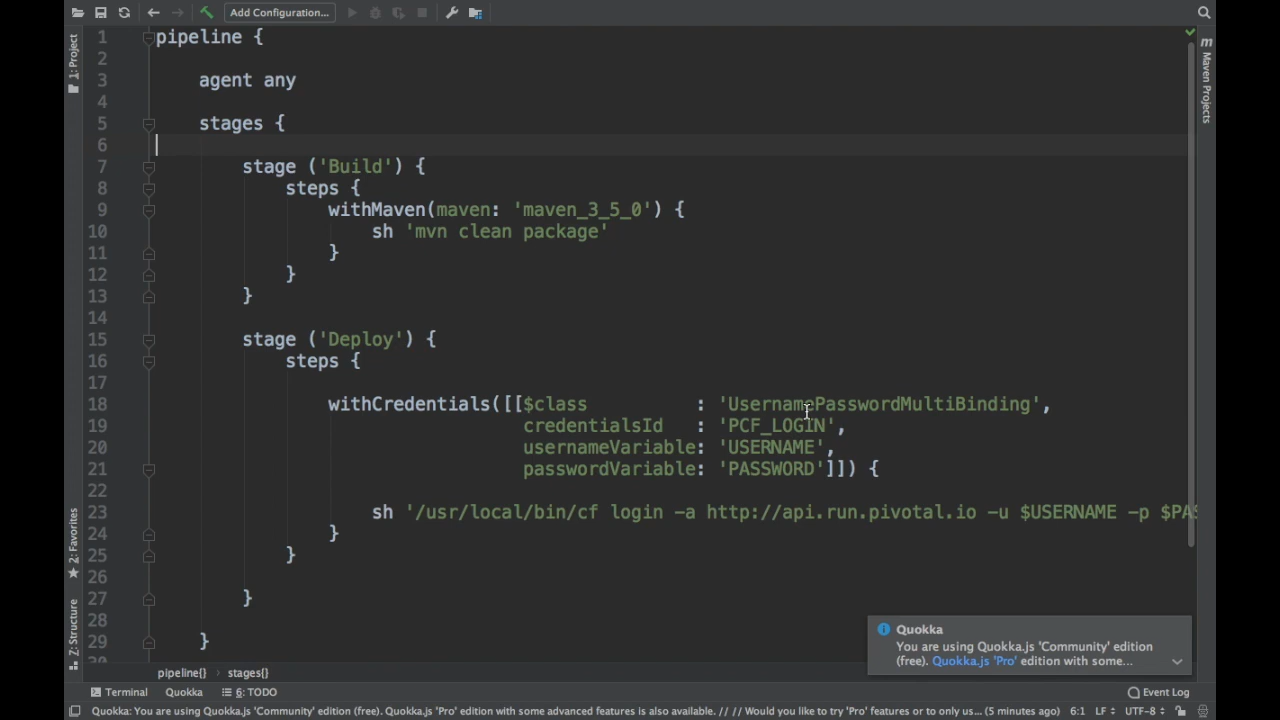 Add Configuration...
1: Project
Maven Projects
2: Favorites
Z: Structure
1 pipeline {
2
3 agent any
4
5 stages {
6
7 stage ('Build') {
8 steps {
9 withMaven(maven: 'maven_3_5_0') {
10 sh 'mvn clean package'
11 }
12 }
13 }
14
15 stage ('Deploy') {
16 steps {
17
18 withCredentials([[$class : 'UsernamePasswordMultiBinding',
19 credentialsId : 'PCF_LOGIN',
20 usernameVariable: 'USERNAME',
21 passwordVariable: 'PASSWORD']]) {
22
23 sh '/usr/local/bin/cf login -a http://api.run.pivotal.io -u $USERNAME -p $PAS
24 }
25 }
26
27 }
28
29 }
30
Quokka
You are using Quokka.js 'Community' edition
(free). Quokka.js 'Pro' edition with some...
pipeline{} › stages{}
Terminal Quokka 6: TODO Event Log
Quokka: You are using Quokka.js 'Community' edition (free). Quokka.js 'Pro' edition with some advanced features is also available. // // Would you like to try 'Pro' features or to only us... (5 minutes ago) 6:1 LF UTF-8